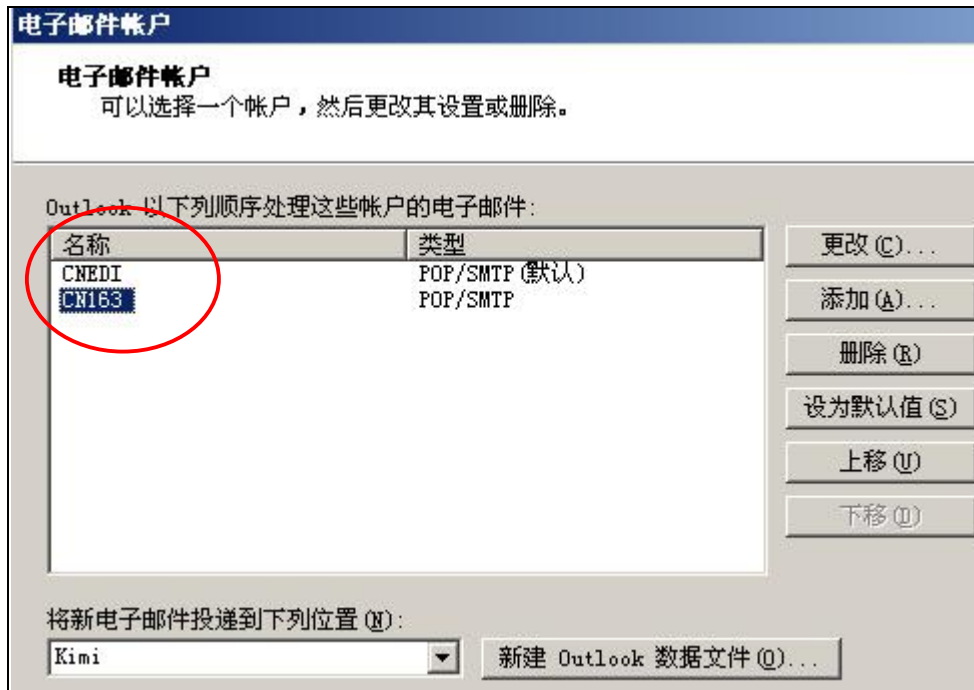 电子邮件帐户
电子邮件帐户
可以选择一个帐户，然后更改其设置或删除。
Outlook 以下列顺序处理这些帐户的电子邮件:
名称 类型
CNEDI POP/SMTP (默认)
CN163 POP/SMTP
更改(C)...
添加(A)...
删除(R)
设为默认值(S)
上移(U)
下移(D)
将新电子邮件投递到下列位置(N):
Kimi 新建 Outlook 数据文件(O)...